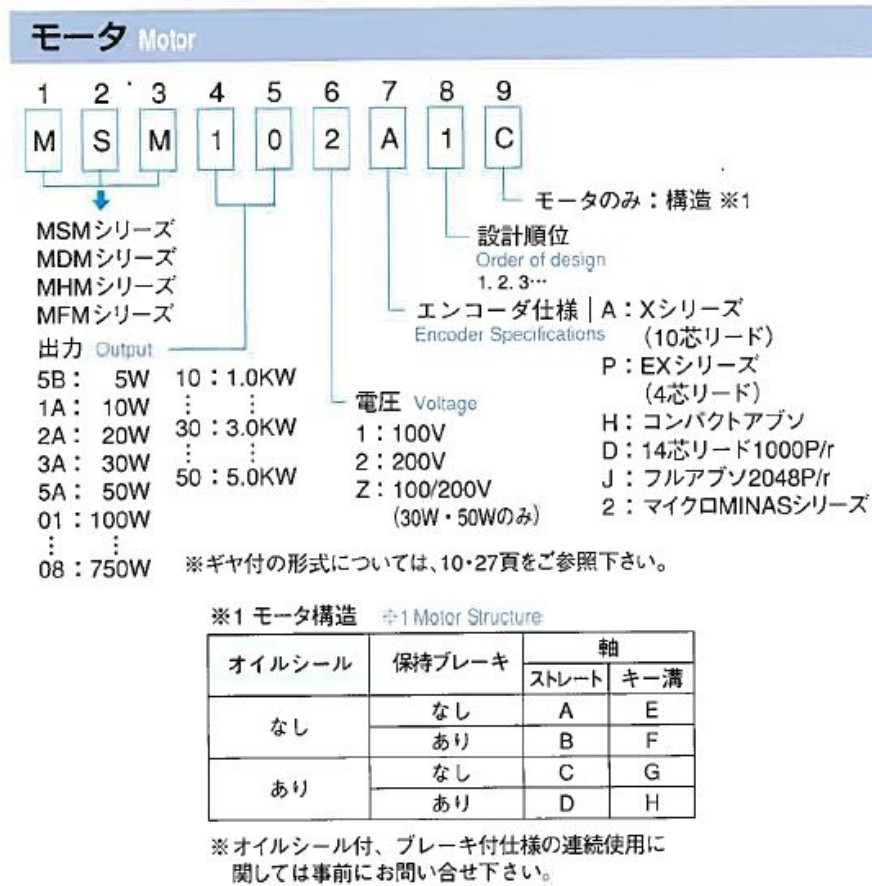 モータ Motor
1 2 3 4 5 6 7 8 9
M S M 1 0 2 A 1 C
モータのみ：構造 ※1
設計順位
Order of design
1. 2. 3…
エンコーダ仕様 | A：Xシリーズ
Encoder Specifications
（10芯リード）
P：EXシリーズ
（4芯リード）
H：コンパクトアブソ
D：14芯リード1000P/r
J：フルアブソ2048P/r
2：マイクロMINASシリーズ
電圧 Voltage
1：100V
2：200V
Z：100/200V
（30W・50Wのみ）
MSMシリーズ
MDMシリーズ
MHMシリーズ
MFMシリーズ
出力 Output
5B： 5W 10：1.0KW
1A： 10W ⋮ ⋮
2A： 20W 30：3.0KW
3A： 30W ⋮ ⋮
5A： 50W 50：5.0KW
01：100W
⋮ ⋮
08：750W
※ギヤ付の形式については、10・27頁をご参照下さい。
※1 モータ構造 ※1 Motor Structure
オイルシール 保持ブレーキ 軸
ストレート キー溝
なし なし A E
あり B F
あり なし C G
あり D H
※オイルシール付、ブレーキ付仕様の連続使用に
関しては事前にお問い合せ下さい。